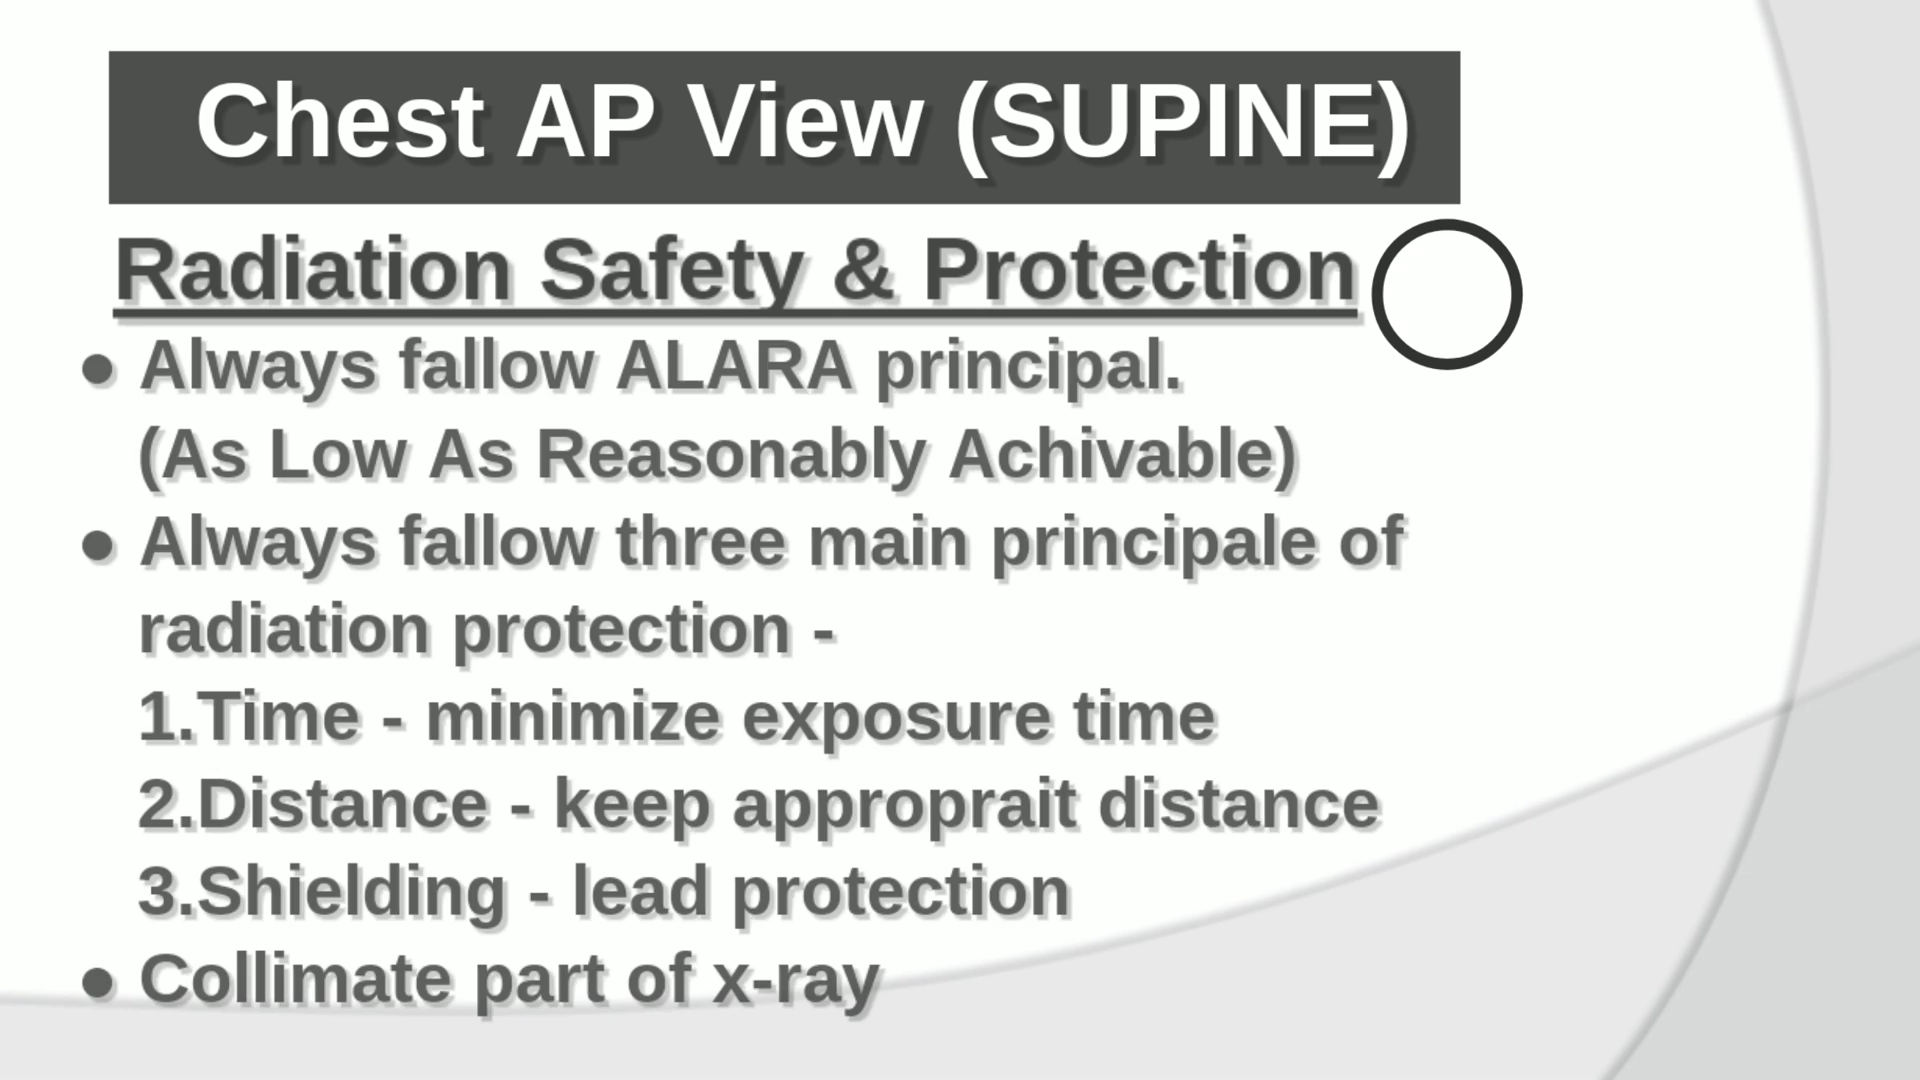 Chest AP View (SUPINE)
Radiation Safety & Protection
• Always fallow ALARA principal.
(As Low As Reasonably Achivable)
• Always fallow three main principale of
radiation protection -
1.Time - minimize exposure time
2.Distance - keep approprait distance
3.Shielding - lead protection
• Collimate part of x-ray